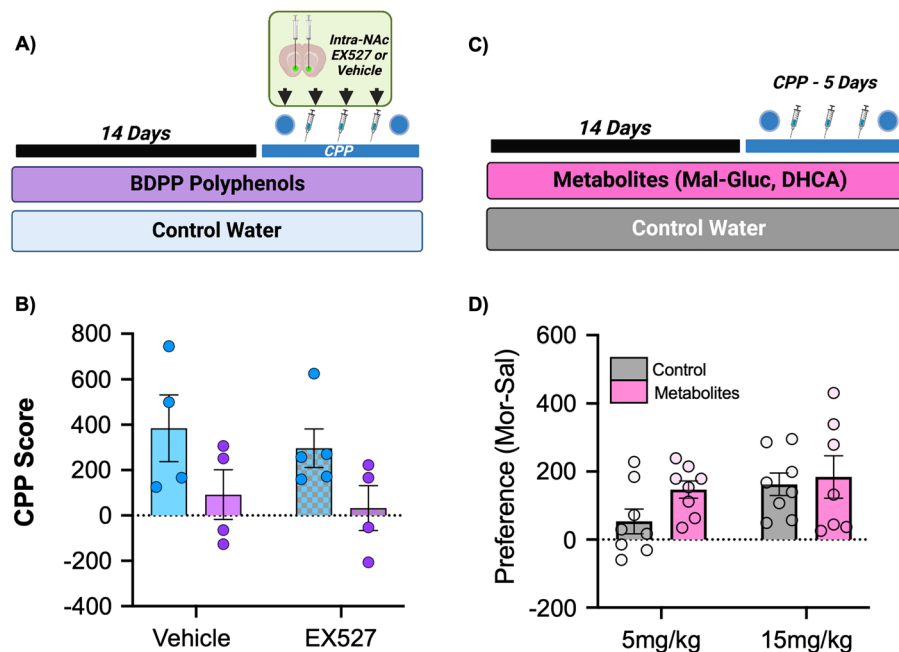 A)
Intra-NAc
EX527 or
Vehicle
14 Days
CPP
BDPP Polyphenols
Control Water
C)
CPP - 5 Days
14 Days
Metabolites (Mal-Gluc, DHCA)
Control Water
B)
CPP Score
800
600
400
200
0
-200
-400
Vehicle
EX527
D)
Preference (Mor-Sal)
600
400
200
0
-200
Control
Metabolites
5mg/kg
15mg/kg